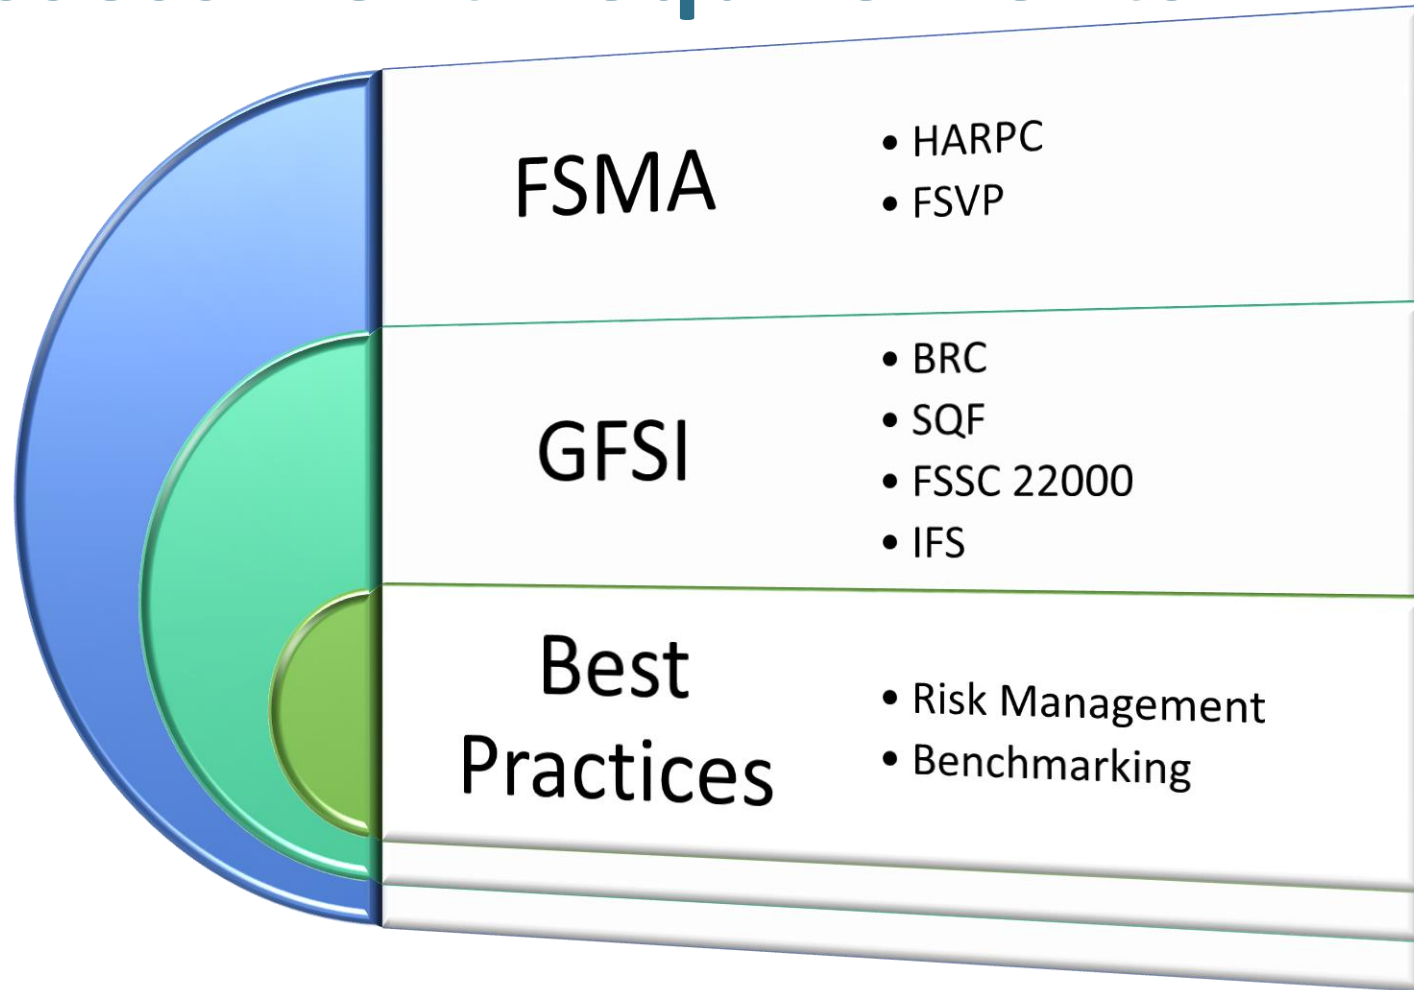 FSMA
• HARPC
• FSVP
GFSI
• BRC
• SQF
• FSSC 22000
• IFS
Best
Practices
• Risk Management
• Benchmarking